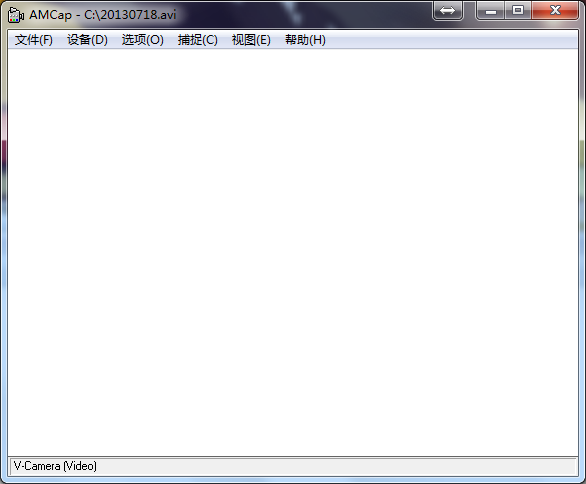 AMCap - C:\20130718.avi
文件(F) 设备(D) 选项(O) 捕捉(C) 视图(E) 帮助(H)
V-Camera (Video)